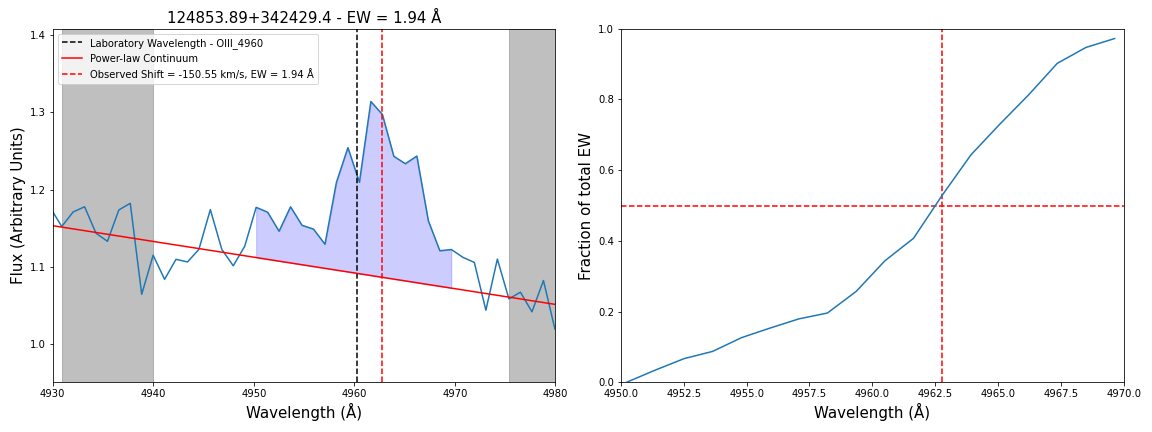 124853.89+342429.4 - EW = 1.94 Å
Laboratory Wavelength - OIII_4960
Power-law Continuum
Observed Shift = -150.55 km/s, EW = 1.94 Å
Flux (Arbitrary Units)
1.4
1.3
1.2
1.1
1.0
4930 4940 4950 4960 4970 4980
Wavelength (Å)
Fraction of total EW
1.0
0.8
0.6
0.4
0.2
0.0
4950.0 4952.5 4955.0 4957.5 4960.0 4962.5 4965.0 4967.5 4970.0
Wavelength (Å)